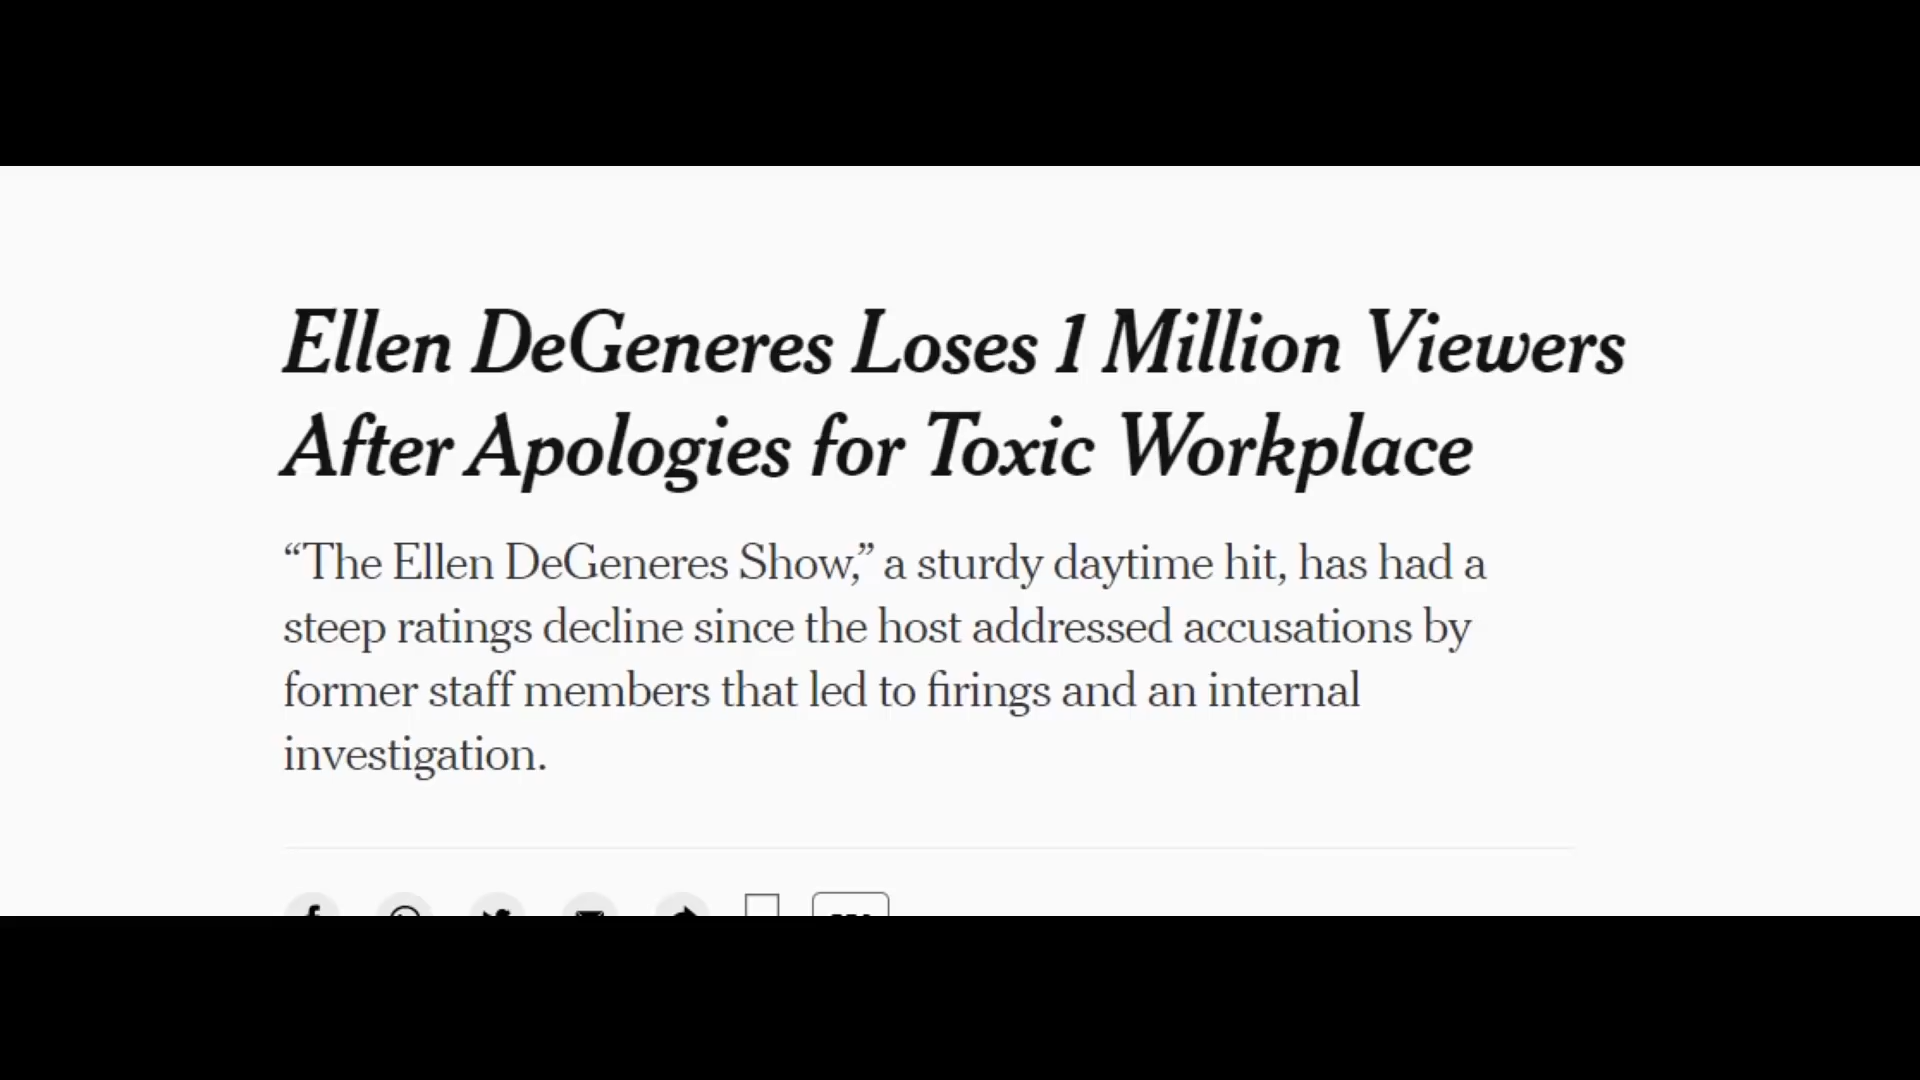 Ellen DeGeneres Loses 1 Million Viewers
After Apologies for Toxic Workplace
“The Ellen DeGeneres Show,” a sturdy daytime hit, has had a
steep ratings decline since the host addressed accusations by
former staff members that led to firings and an internal
investigation.